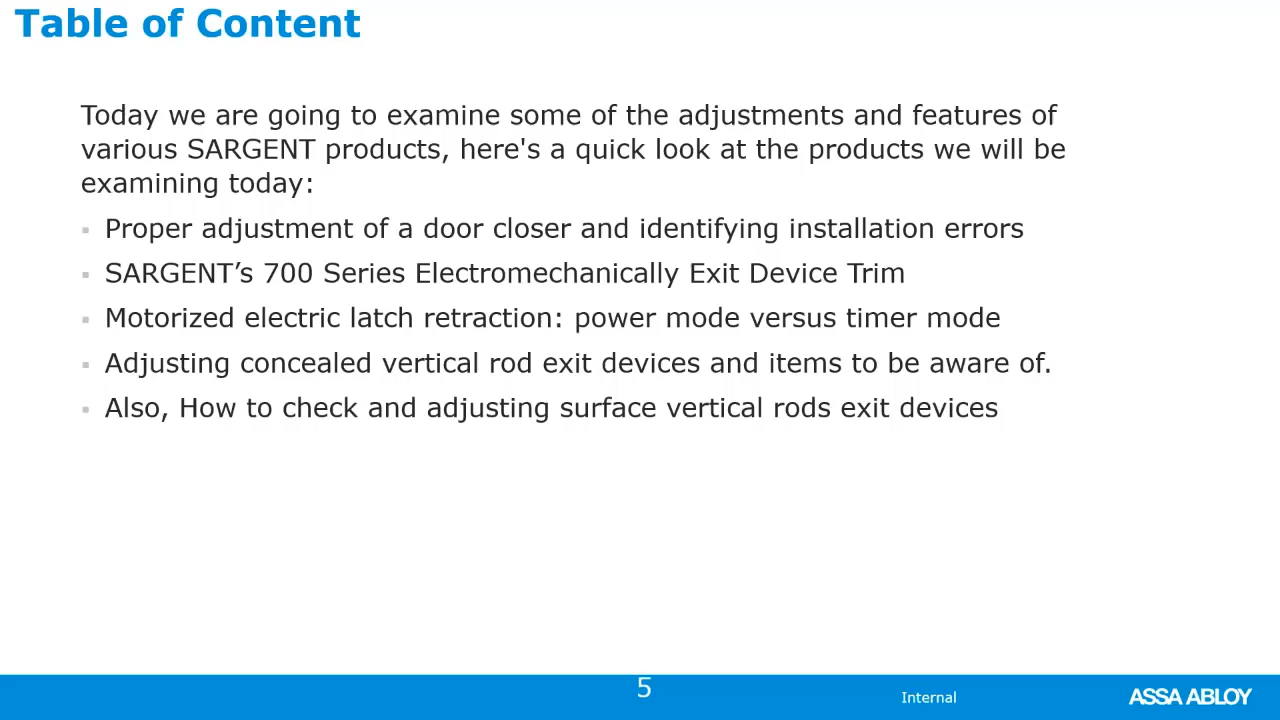 Table of Content
Today we are going to examine some of the adjustments and features of
various SARGENT products, here's a quick look at the products we will be
examining today:
▪ Proper adjustment of a door closer and identifying installation errors
▪ SARGENT’s 700 Series Electromechanically Exit Device Trim
▪ Motorized electric latch retraction: power mode versus timer mode
▪ Adjusting concealed vertical rod exit devices and items to be aware of.
▪ Also, How to check and adjusting surface vertical rods exit devices
5
Internal
ASSA ABLOY